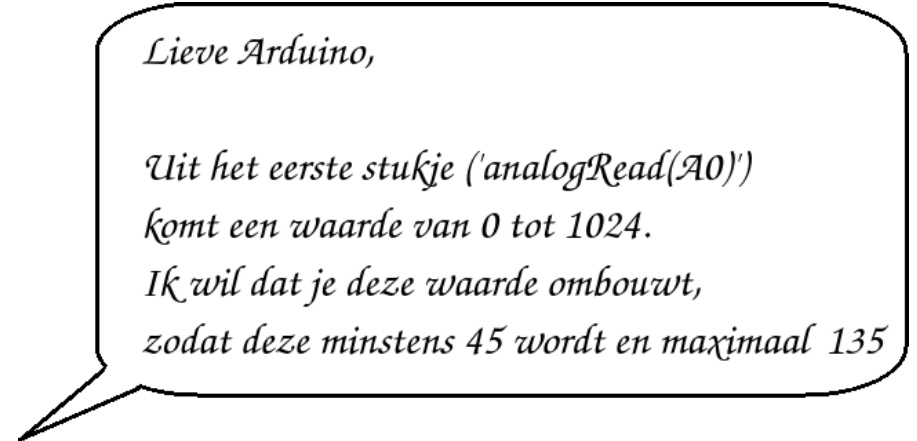 Lieve Arduino,
Uit het eerste stukje ('analogRead(A0)')
komt een waarde van 0 tot 1024.
Ik wil dat je deze waarde ombouwt,
zodat deze minstens 45 wordt en maximaal 135